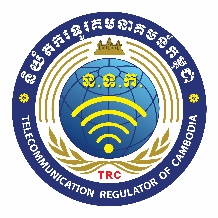 និយ័តករទូរគមនាគមន៍កម្ពុជា
ន.ទ.ក
TRC
TELECOMMUNICATION REGULATOR OF CAMBODIA